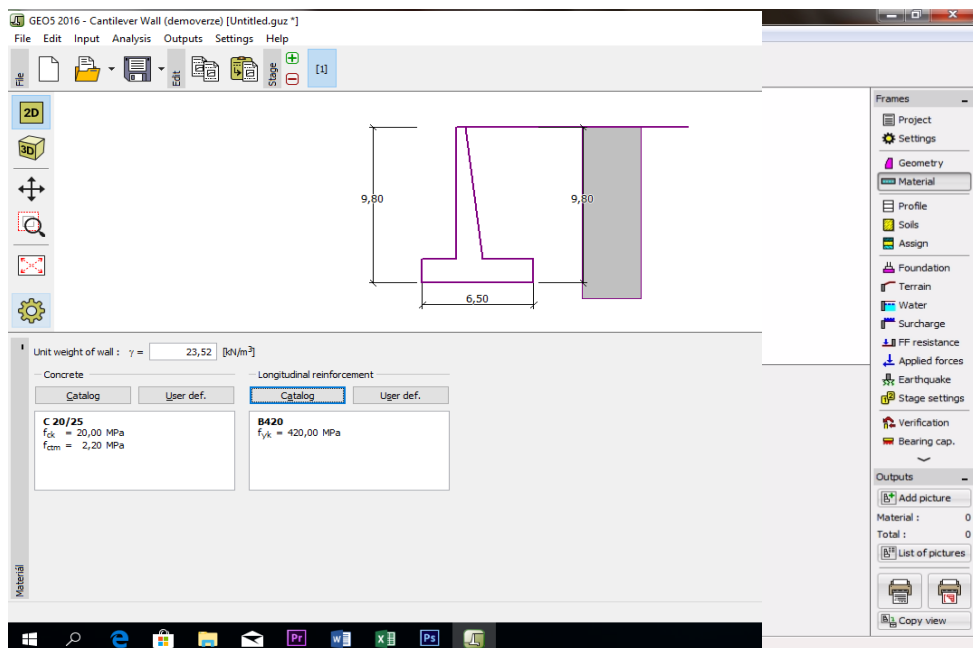 GEO5 2016 - Cantilever Wall (demoverze) [Untitled.guz *]
File Edit Input Analysis Outputs Settings Help
File
Edit
Stage
[1]
2D
3D
9,80
9,80
6,50
Frames
Project
Settings
Geometry
Material
Profile
Soils
Assign
Foundation
Terrain
Water
Surcharge
FF resistance
Applied forces
Earthquake
Stage settings
Verification
Bearing cap.
Outputs
Add picture
Material : 0
Total : 0
List of pictures
Copy view
Unit weight of wall : γ = 23,52 [kN/m³]
Concrete
Catalog User def.
C 20/25
fck = 20,00 MPa
fctm = 2,20 MPa
Longitudinal reinforcement
Catalog User def.
B420
fyk = 420,00 MPa
Material
Pr
W
X
Ps